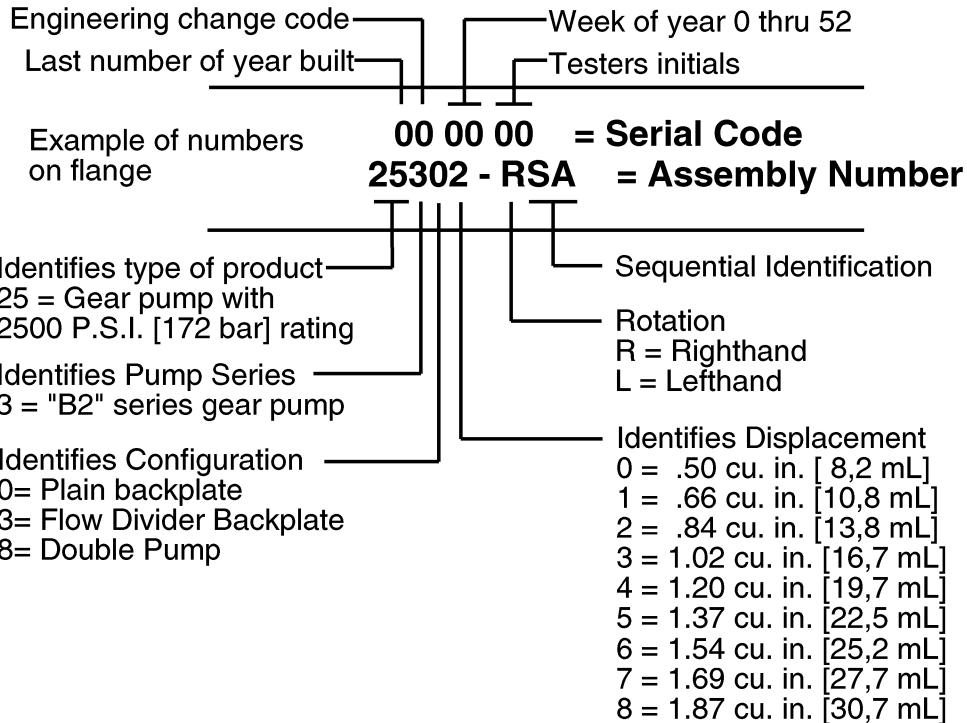 Engineering change code
Week of year 0 thru 52
Last number of year built
Testers initials
Example of numbers
on flange
00 00 00 = Serial Code
25302 - RSA = Assembly Number
Identifies type of product
25 = Gear pump with
2500 P.S.I. [172 bar] rating
Identifies Pump Series
3 = "B2" series gear pump
Identifies Configuration
0= Plain backplate
3= Flow Divider Backplate
8= Double Pump
Sequential Identification
Rotation
R = Righthand
L = Lefthand
Identifies Displacement
0 = .50 cu. in. [ 8,2 mL]
1 = .66 cu. in. [10,8 mL]
2 = .84 cu. in. [13,8 mL]
3 = 1.02 cu. in. [16,7 mL]
4 = 1.20 cu. in. [19,7 mL]
5 = 1.37 cu. in. [22,5 mL]
6 = 1.54 cu. in. [25,2 mL]
7 = 1.69 cu. in. [27,7 mL]
8 = 1.87 cu. in. [30,7 mL]